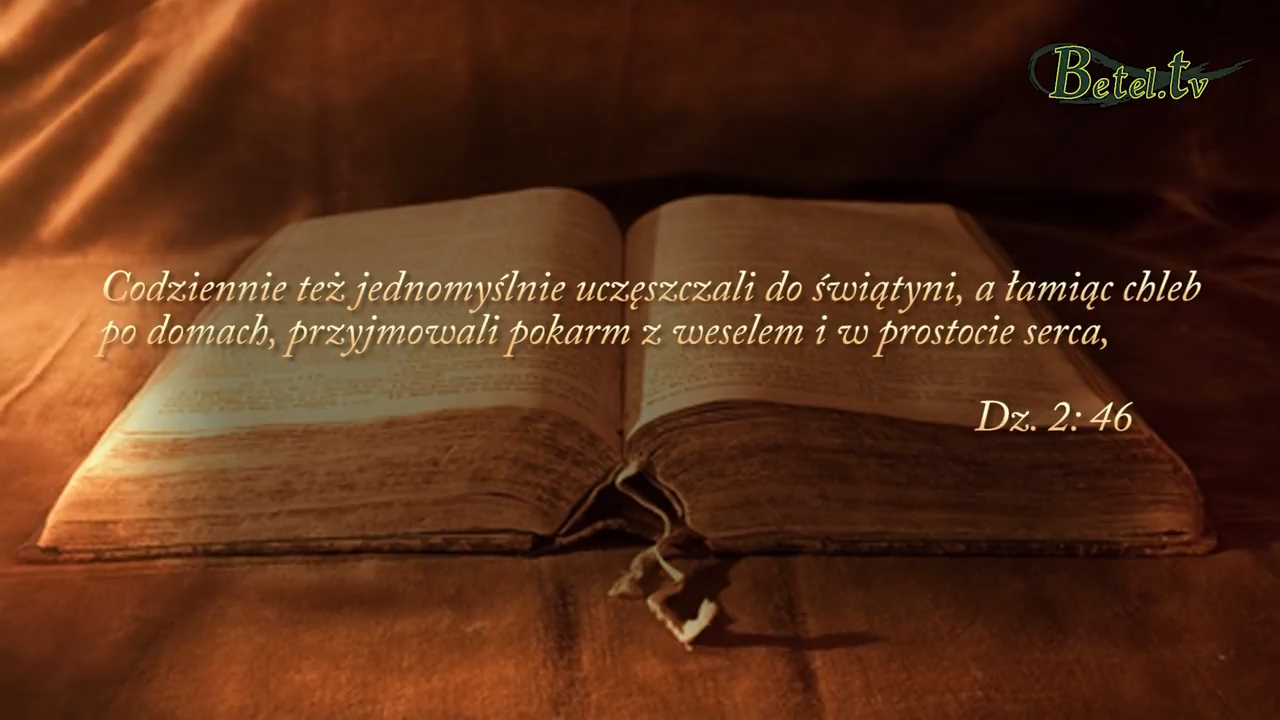 Betel.tv
Codziennie też jednomyślnie uczęszczali do świątyni, a łamiąc chleb
po domach, przyjmowali pokarm z weselem i w prostocie serca,
Dz. 2: 46